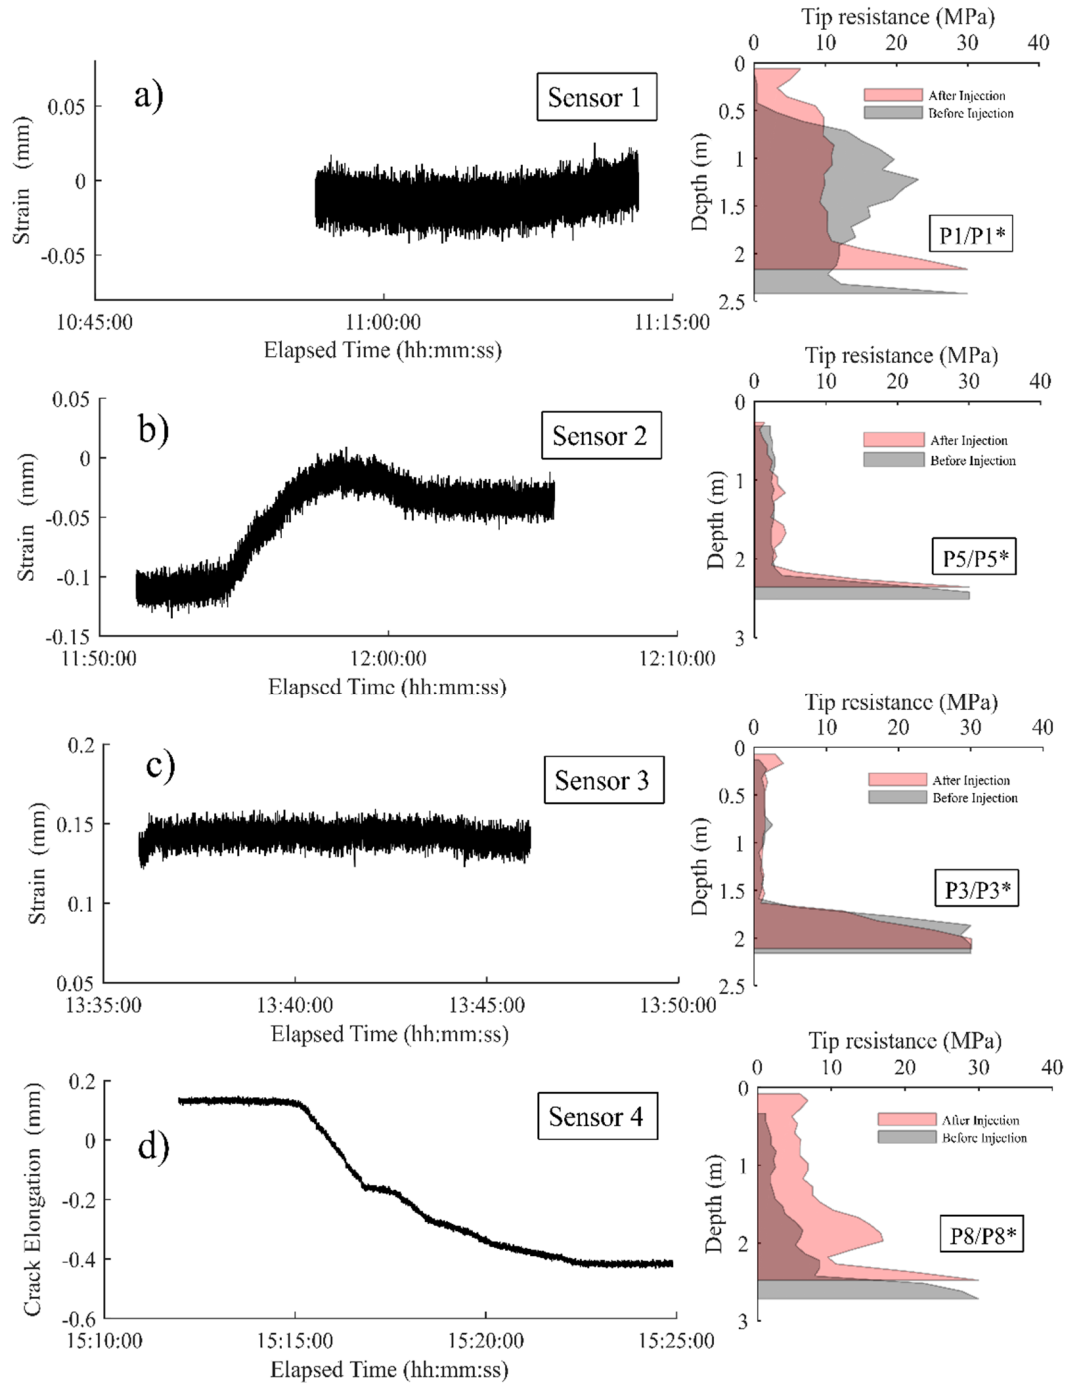 a)
Sensor 1
Strain (mm)
0.05
0
-0.05
10:45:00 11:00:00 11:15:00
Elapsed Time (hh:mm:ss)
Tip resistance (MPa)
0 10 20 30 40
Depth (m)
0
0.5
1
1.5
2
2.5
After Injection
Before Injection
P1/P1*
b)
Sensor 2
Strain (mm)
0.05
0
-0.05
-0.1
-0.15
11:50:00 12:00:00 12:10:00
Elapsed Time (hh:mm:ss)
Tip resistance (MPa)
0 10 20 30 40
Depth (m)
0
1
2
3
After Injection
Before Injection
P5/P5*
c)
Sensor 3
Strain (mm)
0.2
0.15
0.1
0.05
13:35:00 13:40:00 13:45:00 13:50:00
Elapsed Time (hh:mm:ss)
Tip resistance (MPa)
0 10 20 30 40
Depth (m)
0
0.5
1
1.5
2
2.5
After Injection
Before Injection
P3/P3*
d)
Sensor 4
Crack Elongation (mm)
0.2
0
-0.2
-0.4
-0.6
15:10:00 15:15:00 15:20:00 15:25:00
Elapsed Time (hh:mm:ss)
Tip resistance (MPa)
0 10 20 30 40
Depth (m)
0
1
2
3
After Injection
Before Injection
P8/P8*